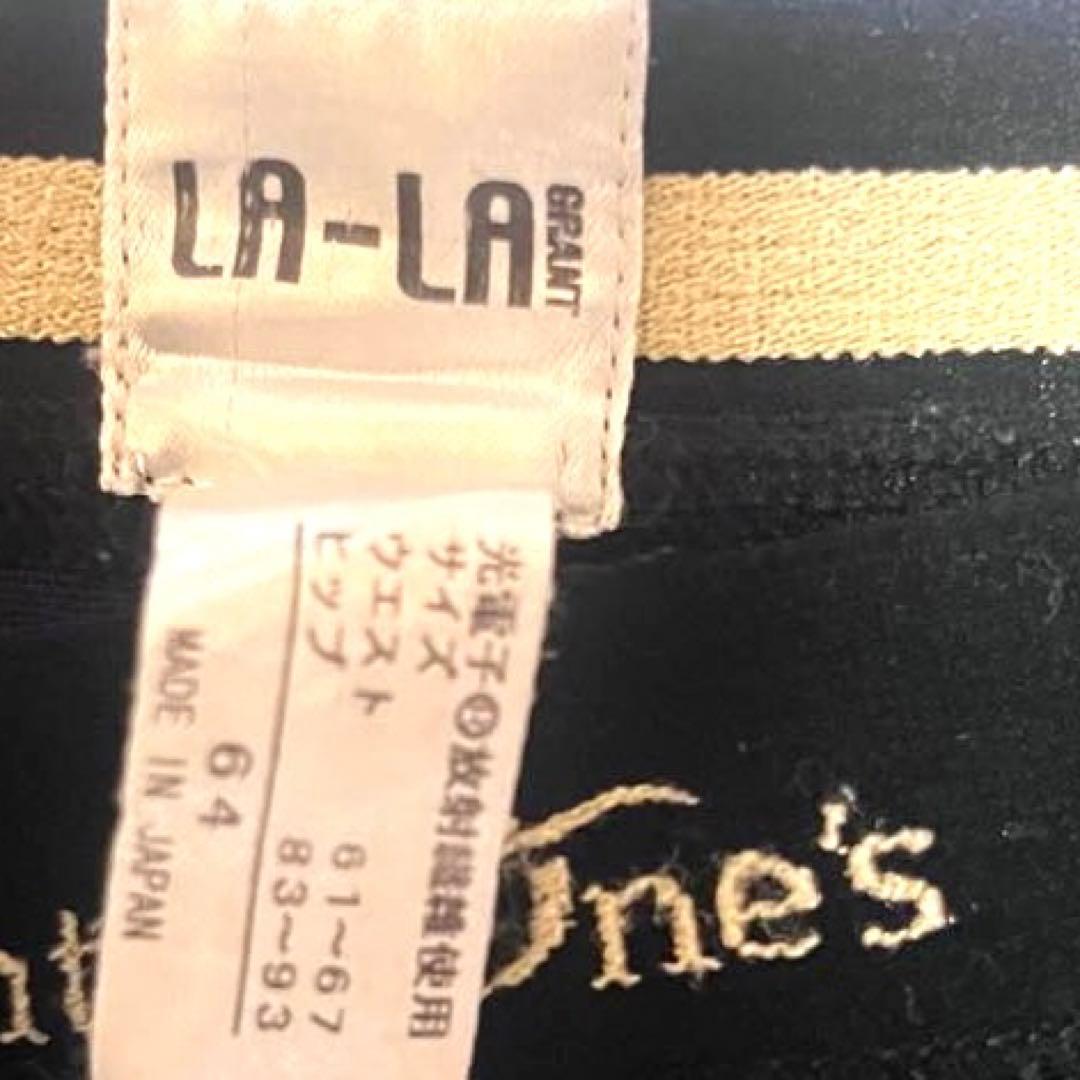 LA-LA
GRANT
光電子®放射繊維使用
サイズ
ウエスト 61~67
ヒップ 83~93
64
MADE IN JAPAN
One's